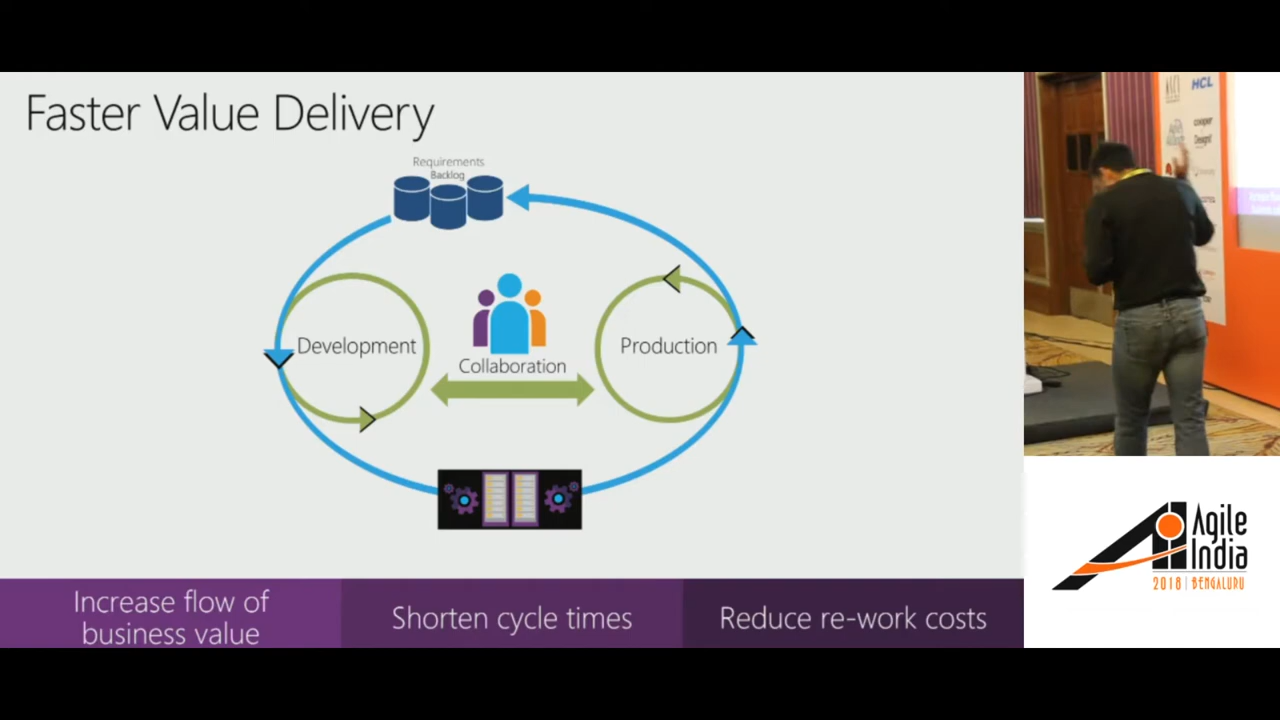 Faster Value Delivery
Requirements
Backlog
Development
Collaboration
Production
Increase flow of
business value
Shorten cycle times
Reduce re-work costs
HCL
cooper
Agile
India
2018 | BENGALURU